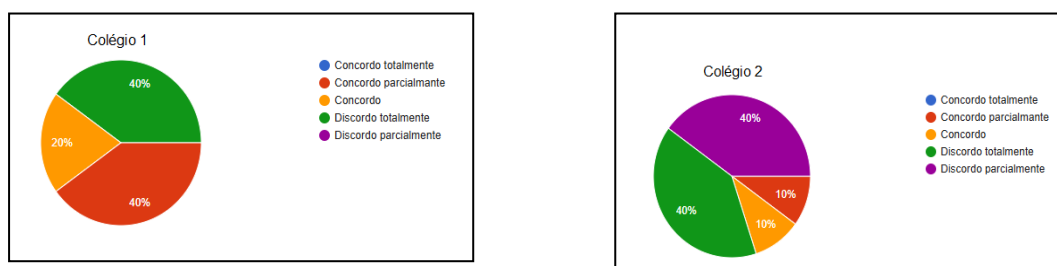 Colégio 1
40%
20%
40%
Concordo totalmente
Concordo parcialmante
Concordo
Discordo totalmente
Discordo parcialmente
Colégio 2
40%
40%
10%
10%
Concordo totalmente
Concordo parcialmante
Concordo
Discordo totalmente
Discordo parcialmente